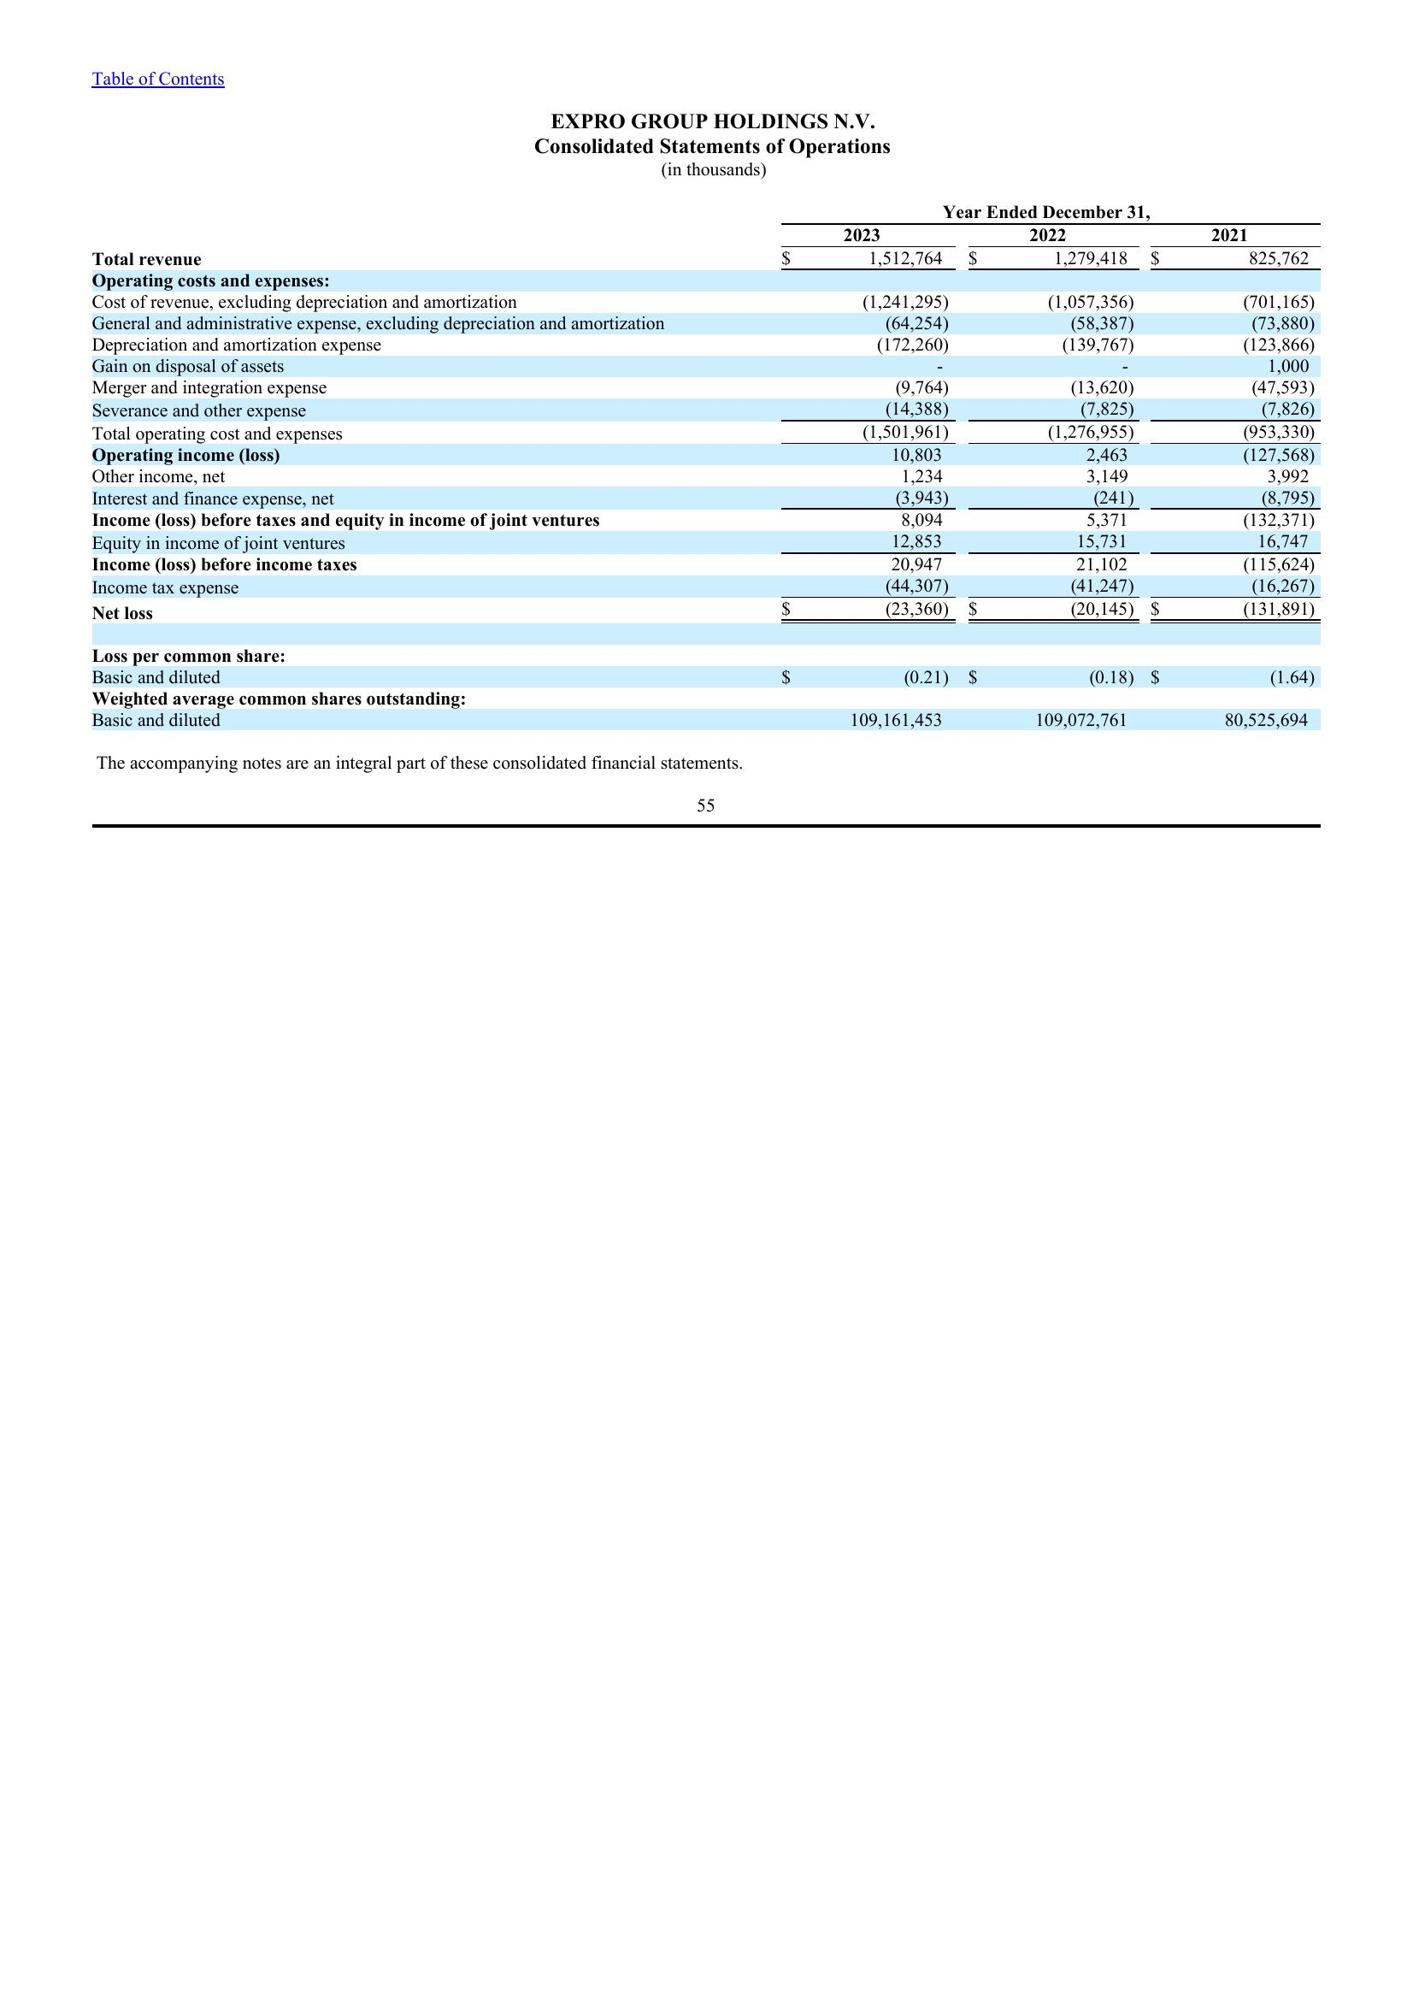 Table of Contents
EXPRO GROUP HOLDINGS N.V.
Consolidated Statements of Operations
(in thousands)
Year Ended December 31,
2023 2022 2021
Total revenue $ 1,512,764 $ 1,279,418 $ 825,762
Operating costs and expenses:
Cost of revenue, excluding depreciation and amortization (1,241,295) (1,057,356) (701,165)
General and administrative expense, excluding depreciation and amortization (64,254) (58,387) (73,880)
Depreciation and amortization expense (172,260) (139,767) (123,866)
Gain on disposal of assets - - 1,000
Merger and integration expense (9,764) (13,620) (47,593)
Severance and other expense (14,388) (7,825) (7,826)
Total operating cost and expenses (1,501,961) (1,276,955) (953,330)
Operating income (loss) 10,803 2,463 (127,568)
Other income, net 1,234 3,149 3,992
Interest and finance expense, net (3,943) (241) (8,795)
Income (loss) before taxes and equity in income of joint ventures 8,094 5,371 (132,371)
Equity in income of joint ventures 12,853 15,731 16,747
Income (loss) before income taxes 20,947 21,102 (115,624)
Income tax expense (44,307) (41,247) (16,267)
Net loss $ (23,360) $ (20,145) $ (131,891)
Loss per common share:
Basic and diluted $ (0.21) $ (0.18) $ (1.64)
Weighted average common shares outstanding:
Basic and diluted 109,161,453 109,072,761 80,525,694
The accompanying notes are an integral part of these consolidated financial statements.
55